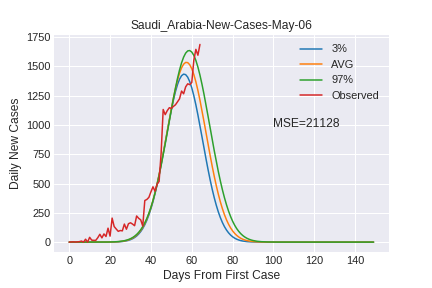 Saudi_Arabia-New-Cases-May-06
1750
1500
1250
1000
750
500
250
0
Daily New Cases
3%
AVG
97%
Observed
MSE=21128
0 20 40 60 80 100 120 140
Days From First Case